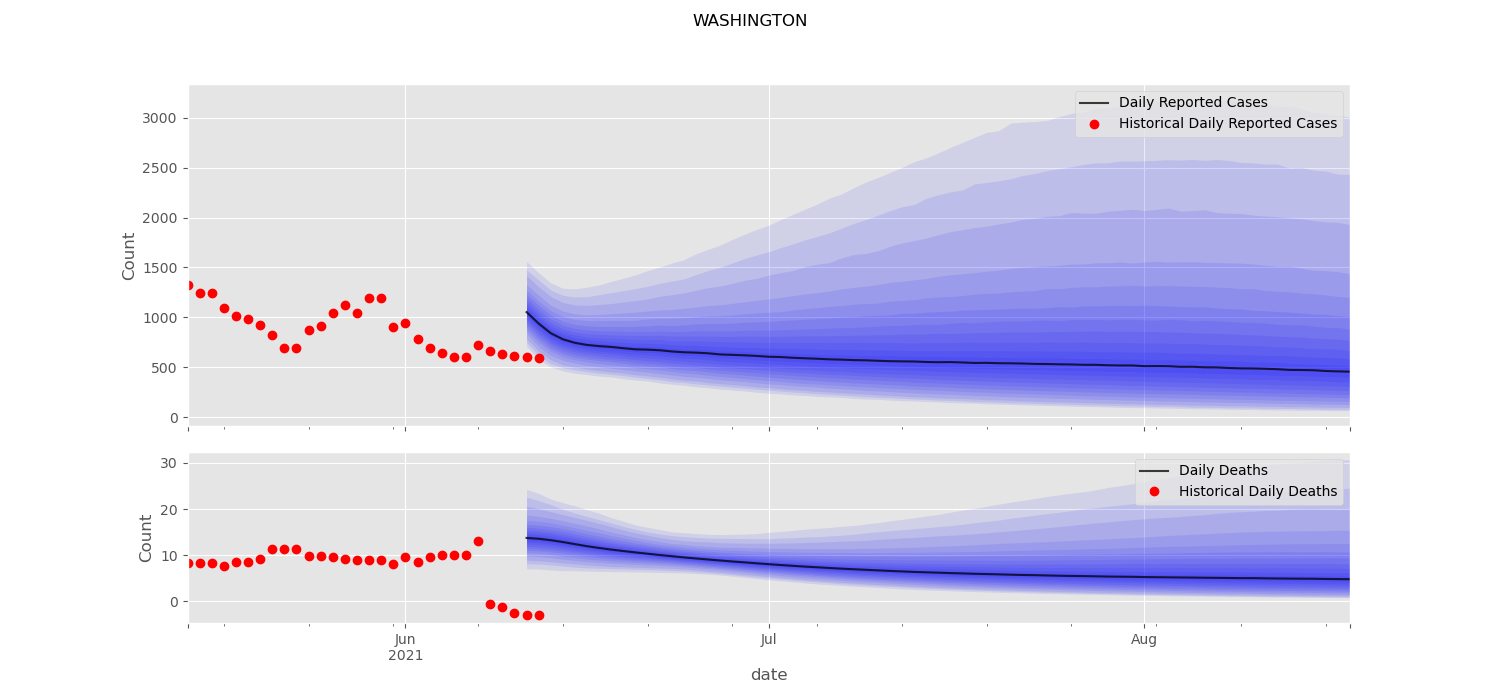 WASHINGTON
Daily Reported Cases
Historical Daily Reported Cases
3000
2500
2000
1500
1000
500
0
Count
Daily Deaths
Historical Daily Deaths
30
20
10
0
Count
Jun
2021
Jul
Aug
date